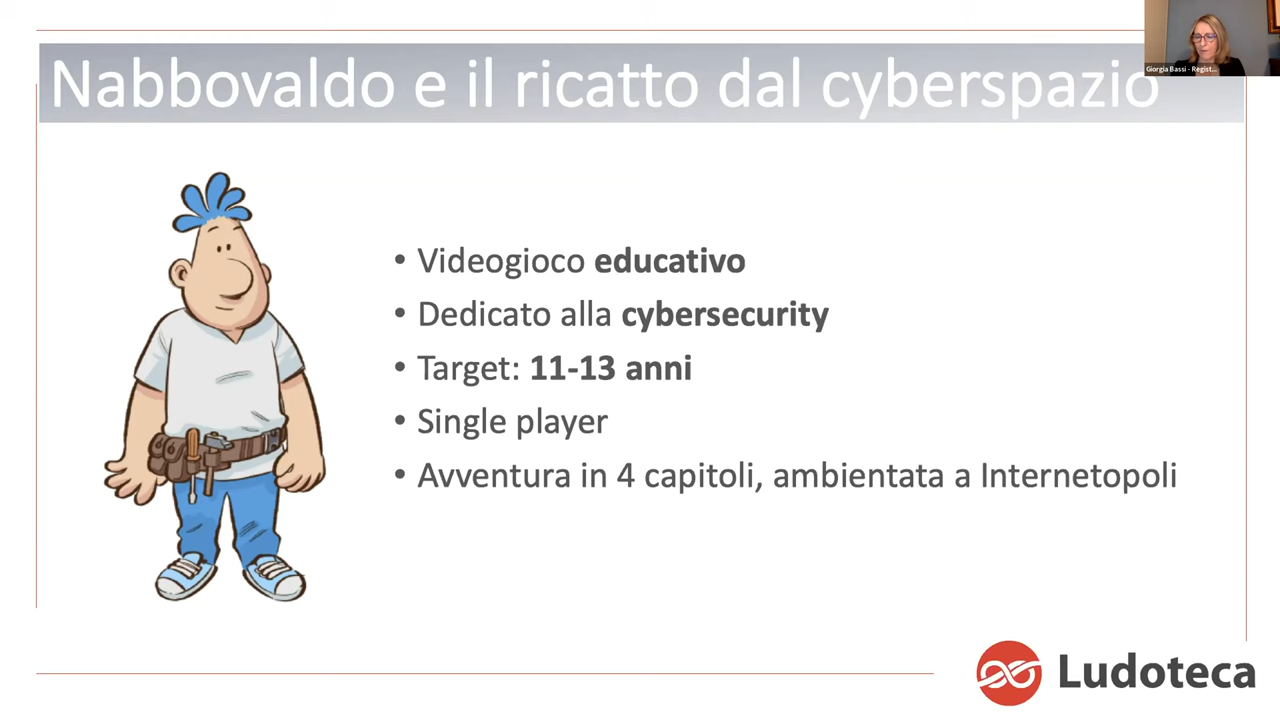 Nabbovaldo e il ricatto dal cyberspazio
Giorgia Bassi - Regist...
• Videogioco educativo
• Dedicato alla cybersecurity
• Target: 11-13 anni
• Single player
• Avventura in 4 capitoli, ambientata a Internetopoli
Ludoteca